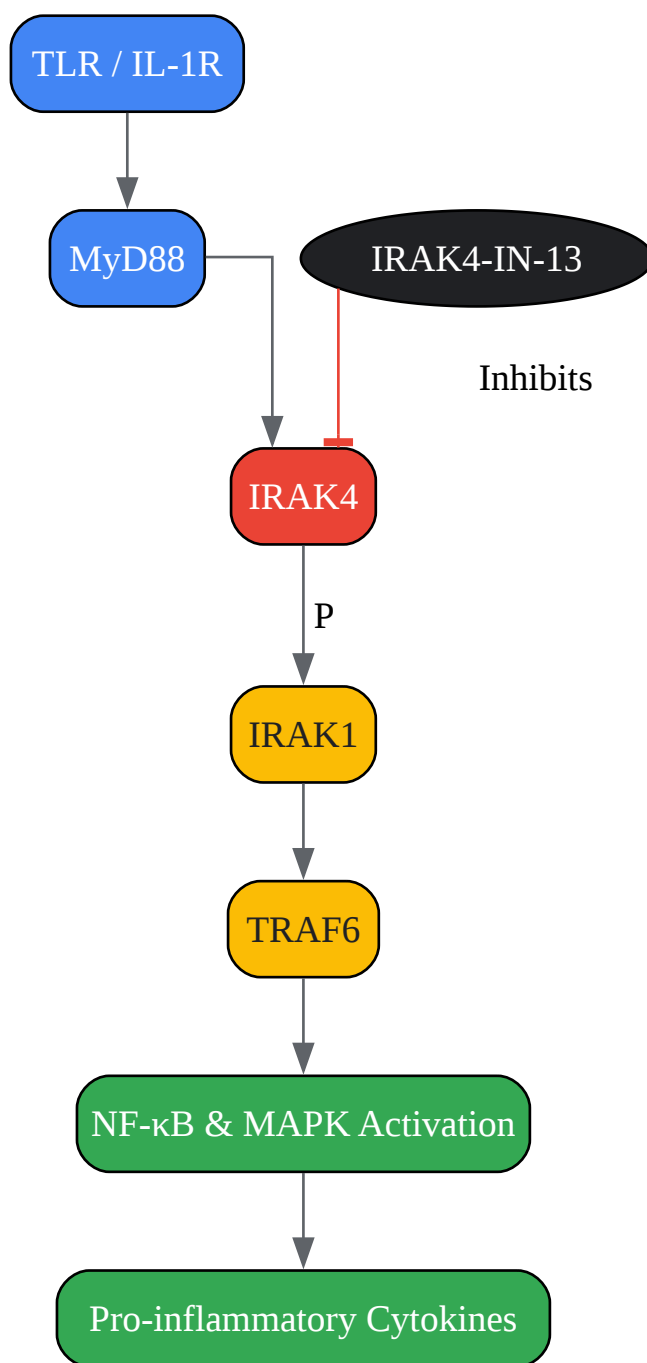 TLR / IL-1R
MyD88
IRAK4-IN-13
Inhibits
IRAK4
P
IRAK1
TRAF6
NF-κB & MAPK Activation
Pro-inflammatory Cytokines